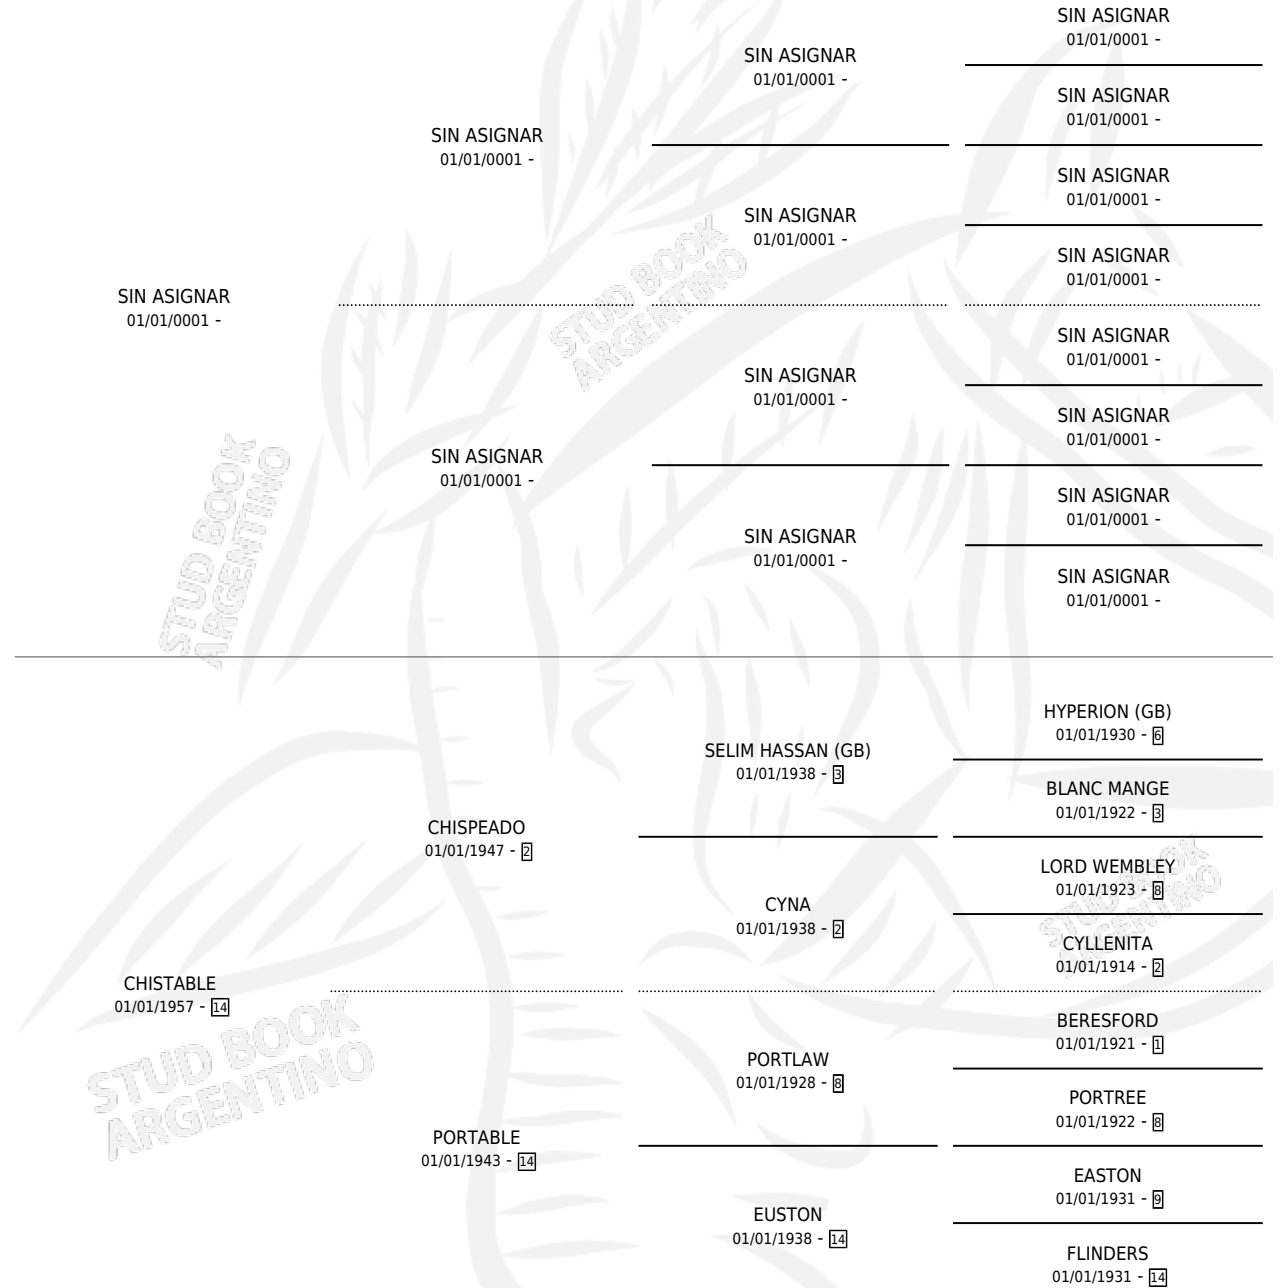 SIN ASIGNAR
01/01/0001 -
SIN ASIGNAR
01/01/0001 -
SIN ASIGNAR
01/01/0001 -
SIN ASIGNAR
01/01/0001 -
SIN ASIGNAR
01/01/0001 -
SIN ASIGNAR
01/01/0001 -
SIN ASIGNAR
01/01/0001 -
SIN ASIGNAR
01/01/0001 -
SIN ASIGNAR
01/01/0001 -
SIN ASIGNAR
01/01/0001 -
SIN ASIGNAR
01/01/0001 -
SIN ASIGNAR
01/01/0001 -
SIN ASIGNAR
01/01/0001 -
SIN ASIGNAR
01/01/0001 -
SIN ASIGNAR
01/01/0001 -
STUD BOOK
ARGENTINO
STUD BOOK
ARGENTINO
HYPERION (GB)
01/01/1930 - 6
SELIM HASSAN (GB)
01/01/1938 - 3
BLANC MANGE
01/01/1922 - 3
CHISPEADO
01/01/1947 - 2
LORD WEMBLEY
01/01/1923 - 8
CYNA
01/01/1938 - 2
CYLLENITA
01/01/1914 - 2
STUD BOOK
ARGENTINO
CHISTABLE
01/01/1957 - 14
BERESFORD
01/01/1921 - 1
PORTLAW
01/01/1928 - 8
PORTREE
01/01/1922 - 8
PORTABLE
01/01/1943 - 14
EASTON
01/01/1931 - 9
EUSTON
01/01/1938 - 14
FLINDERS
01/01/1931 - 14
STUD BOOK
ARGENTINO